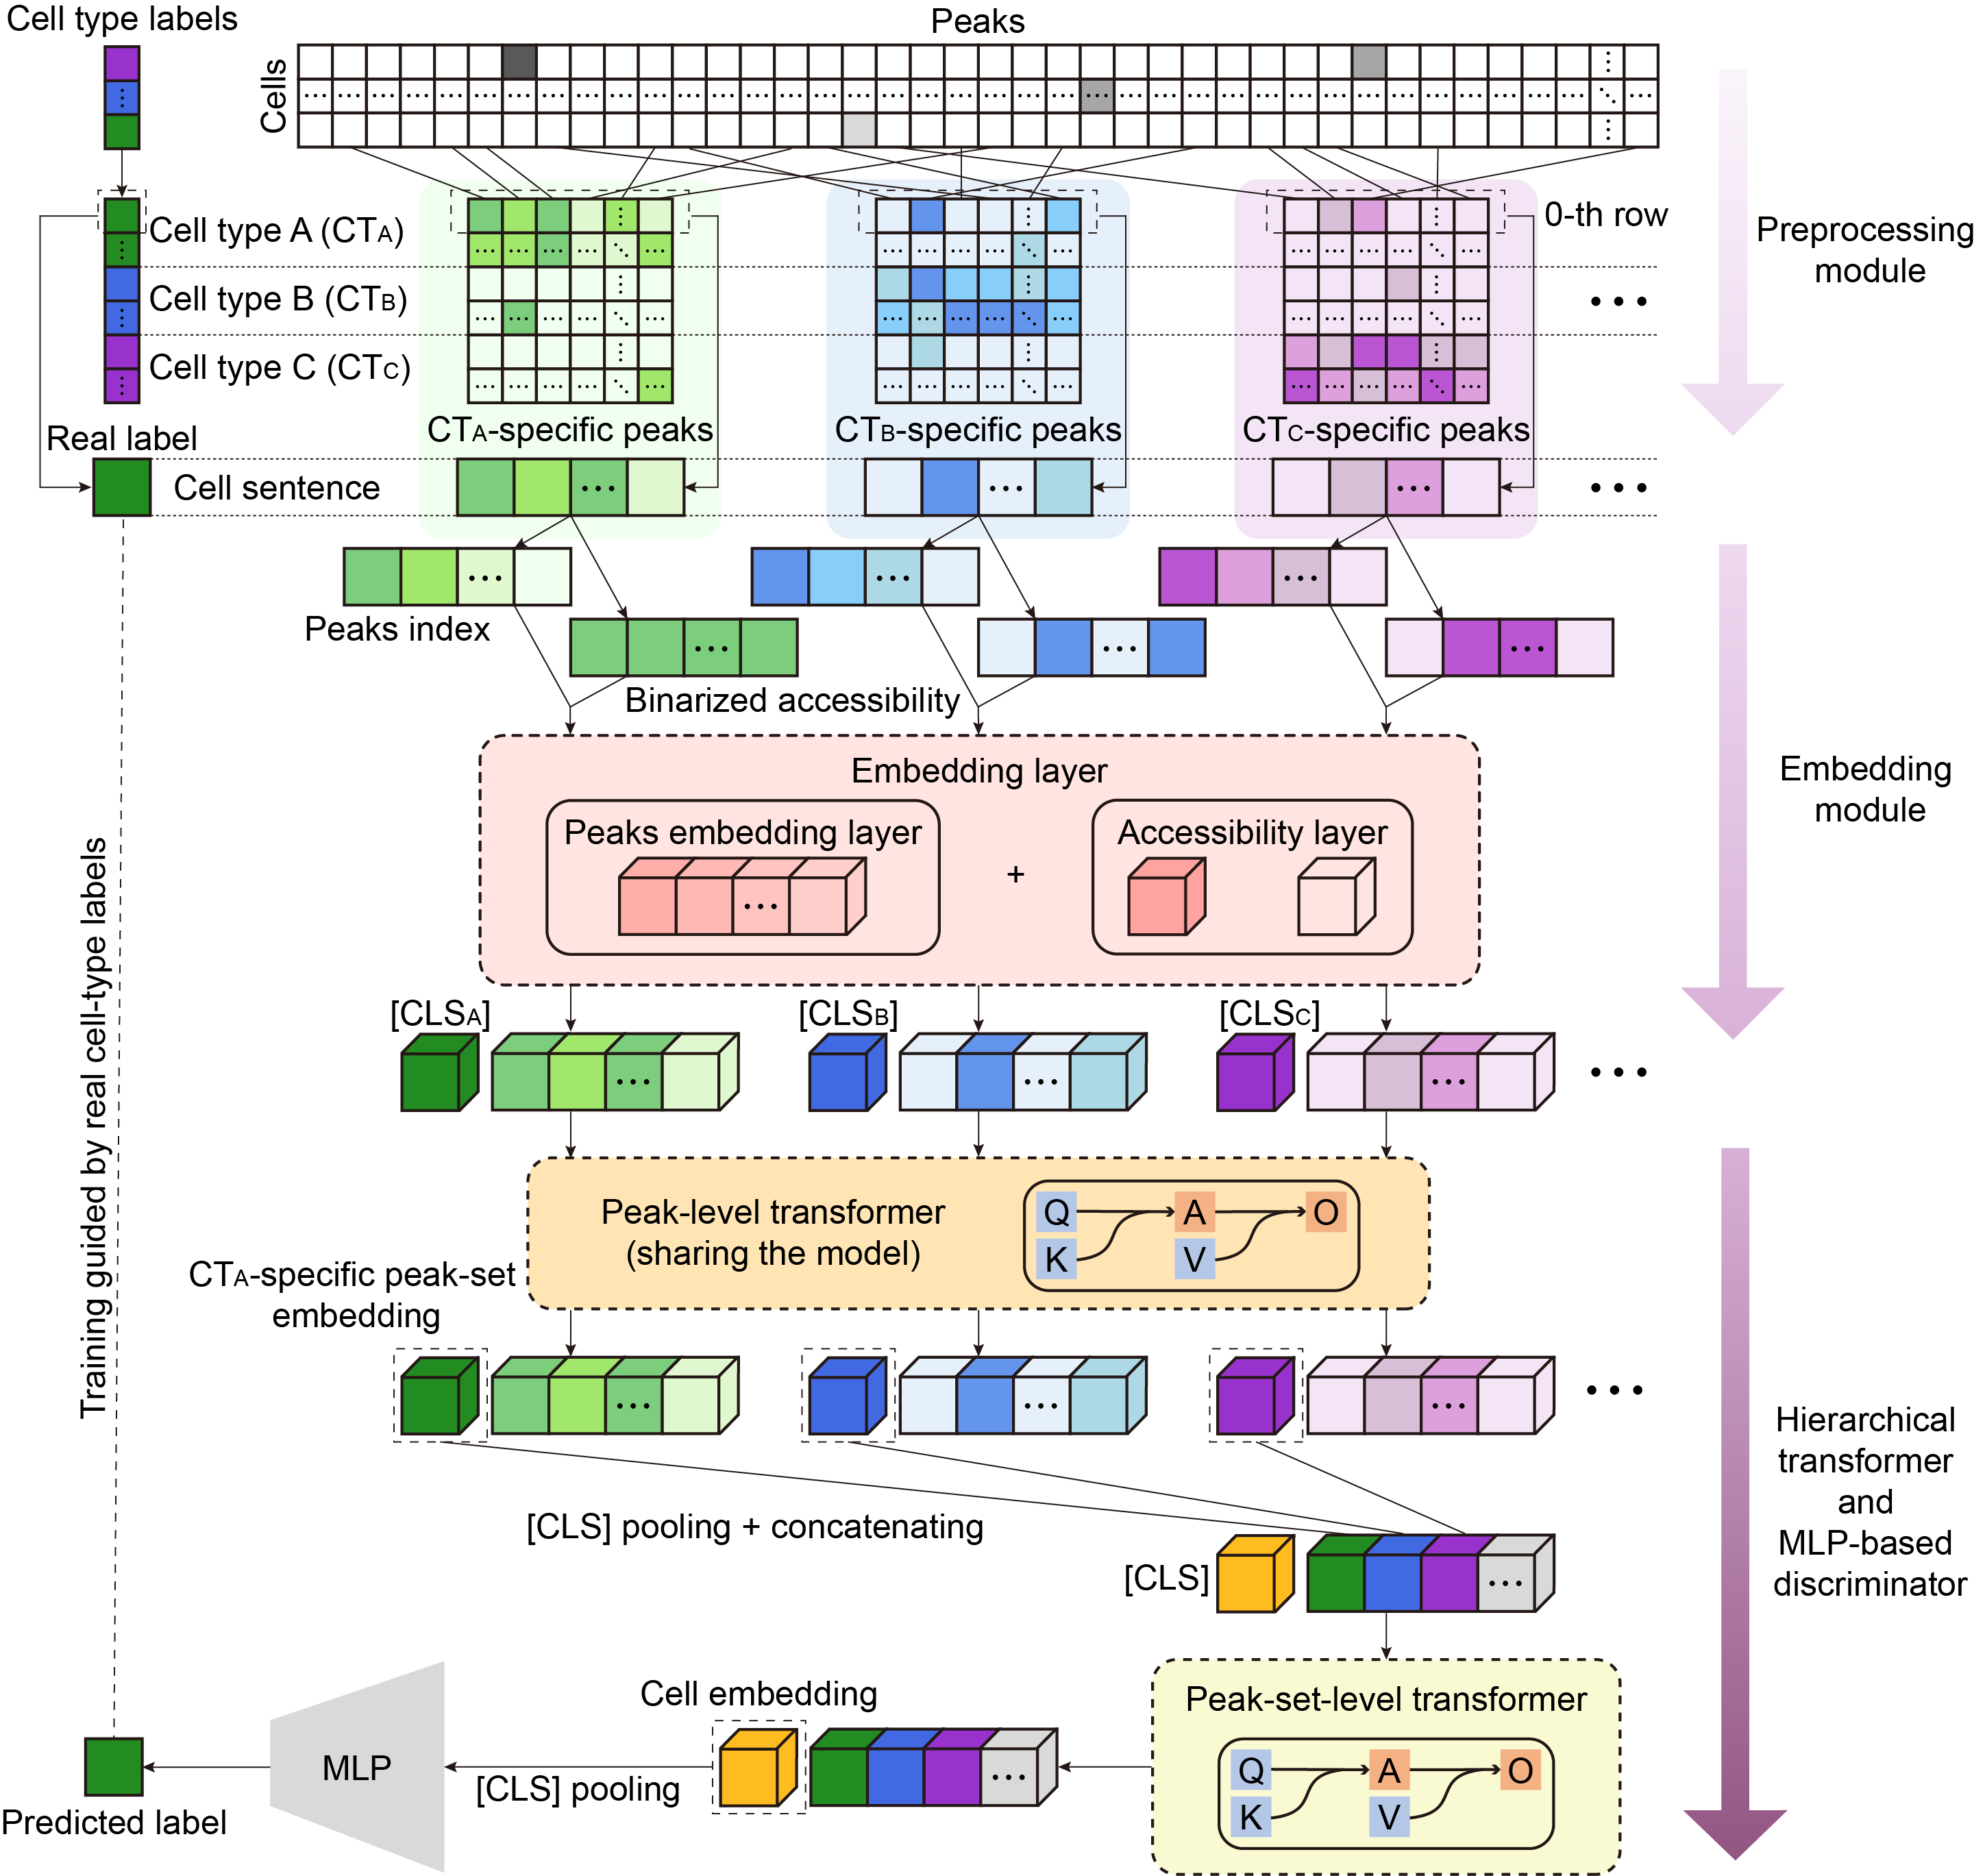 Cell type labels
Peaks
Cells
Cell type A (CTA)
0-th row
Preprocessing
module
Cell type B (CTB)
Cell type C (CTC)
CTA-specific peaks
CTB-specific peaks
CTC-specific peaks
Real label
Cell sentence
Peaks index
Binarized accessibility
Embedding layer
Peaks embedding layer
+
Accessibility layer
Embedding
module
[CLSA]
[CLSB]
[CLSC]
Training guided by real cell-type labels
Peak-level transformer
(sharing the model)
Q
A
O
K
V
CTA-specific peak-set
embedding
Hierarchical
transformer
and
MLP-based
discriminator
[CLS] pooling + concatenating
[CLS]
Peak-set-level transformer
Q
A
O
K
V
Cell embedding
[CLS] pooling
MLP
Predicted label